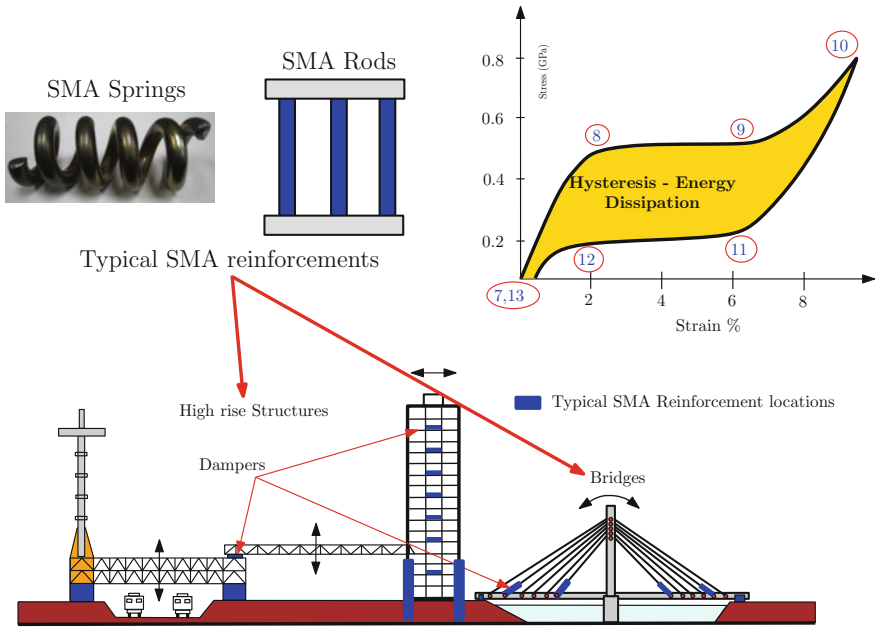 SMA Springs
SMA Rods
Typical SMA reinforcements
Stress (GPa)
0.8
0.6
0.4
0.2
10
8
9
Hysteresis - Energy
Dissipation
12
11
7,13
2
4
6
8
Strain %
High rise Structures
Typical SMA Reinforcement locations
Dampers
Bridges